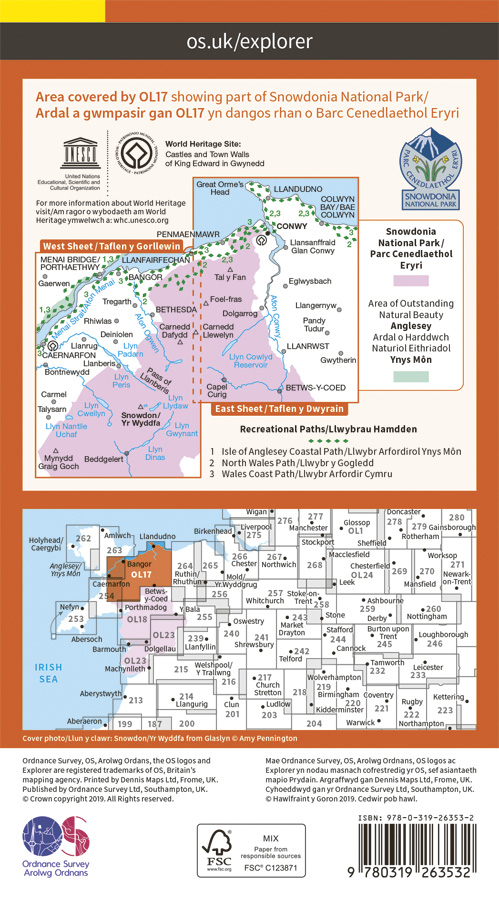 os.uk/explorer
Area covered by OL17 showing part of Snowdonia National Park/
Ardal a gwmpasir gan OL17 yn dangos rhan o Barc Cenedlaethol Eryri
UNESCO
United Nations
Educational, Scientific and
Cultural Organization
WORLD HERITAGE
PATRIMOINE MONDIAL
World Heritage Site:
Castles and Town Walls
of King Edward in Gwynedd
For more information about World Heritage
visit/Am ragor o wybodaeth am World
Heritage ymwelwch a: whc.unesco.org
PARC CENEDLAETHOL ERYRI
SNOWDONIA
NATIONAL PARK
Great Orme's
Head
LLANDUDNO
COLWYN
BAY/BAE
COLWYN
2,3
2,3
3
2
PENMAENMAWR
CONWY
West Sheet/Taflen y Gorllewin
Llansanffraid
Glan Conwy
MENAI BRIDGE/
PORTHAETHWY
1,3
LLANFAIRFECHAN
2,3
BANGOR
Tal y Fan
Gaerwen
Eglwysbach
Tregarth
Foel-fras
BETHESDA
Dolgarrog
Llangernyw
1,3
Menai Strait/Afon Menai
Rhiwlas
Afon Ogwen
Afon Conwy
Deiniolen
Carnedd
Dafydd
Carnedd
Llewelyn
Pandy
Tudur
Llanrug
Llyn
Padarn
LLANRWST
CAERNARFON
Llanberis
Llyn Cowlyd
Reservoir
Gwytherin
Bontnewydd
Llyn
Peris
Pass of
Llanberis
Capel
Curig
BETWS-Y-COED
Carmel
Llyn
Cwellyn
Llyn
Llydaw
Talysarn
Snowdon/
Yr Wyddfa
East Sheet/Taflen y Dwyrain
Llyn Nantlle
Uchaf
Llyn
Gwynant
Mynydd
Graig Goch
Beddgelert
Llyn
Dinas
Snowdonia
National Park/
Parc Cenedlaethol
Eryri
Area of Outstanding
Natural Beauty
Anglesey
Ardal o Harddwch
Naturiol Eithriadol
Ynys Môn
Recreational Paths/Llwybrau Hamdden
1 Isle of Anglesey Coastal Path/Llwybr Arfordirol Ynys Môn
2 North Wales Path/Llwybr y Gogledd
3 Wales Coast Path/Llwybr Arfordir Cymru
Wigan
Doncaster
262
Amlwch
Llandudno
Birkenhead
Liverpool
275
276
277
Manchester
Glossop
OL1
278
279
Rotherham
280
Gainsborough
Holyhead/
Caergybi
263
Stockport
Sheffield
Anglesey/
Ynys Môn
Bangor
OL17
264
Ruthin/
Rhuthun
265
266
Chester
267
Northwich
268
Macclesfield
Chesterfield
269
Worksop
271
Caernarfon
254
Mold/
Yr Wyddgrug
OL24
Leek
270
Mansfield
Newark-
on-Trent
Betws-
y-Coed
256
257
Whitchurch
Stoke-on-
Trent
258
Nefyn
253
Porthmadog
Y Bala
255
Stone
Ashbourne
259
Derby
260
Nottingham
OL18
Oswestry
240
243
Market
Drayton
Stafford
244
Burton upon
Trent
245
Loughborough
246
Abersoch
OL23
239
Llanfyllin
241
Shrewsbury
Barmouth
Dolgellau
242
Telford
Cannock
IRISH
SEA
OL23
Machynlleth
215
Welshpool/
Y Trallwng
Tamworth
232
Leicester
233
216
217
Church
Stretton
218
Wolverhampton
219
Birmingham
220
Coventry
221
Aberystwyth
213
214
Llangurig
Clun
201
Ludlow
203
Kidderminster
Rugby
222
Kettering
223
Aberaeron
199
187
200
204
Warwick
Northampton
Cover photo/Llun y clawr: Snowdon/Yr Wyddfa from Glaslyn © Amy Pennington
Ordnance Survey, OS, Arolwg Ordans, the OS logos and
Explorer are registered trademarks of OS, Britain's
mapping agency. Printed by Dennis Maps Ltd, Frome, UK.
Published by Ordnance Survey Ltd, Southampton, UK.
© Crown copyright 2019. All Rights reserved.
Mae Ordnance Survey, OS, Arolwg Ordnans, OS logos ac
Explorer yn nodau masnach cofrestredig yr OS, sef asiantaeth
mapio Prydain. Argraffwyd gan Dennis Maps Ltd, Frome, UK.
Cyhoeddwyd gan yr Ordnance Survey Ltd, Southampton, UK.
© Hawlfraint y Goron 2019. Cedwir pob hawl.
OS
Ordnance Survey
Arolwg Ordnans
FSC
www.fsc.org
MIX
Paper from
responsible sources
FSC® C123871
ISBN: 978-0-319-26353-2
9 780319 263532